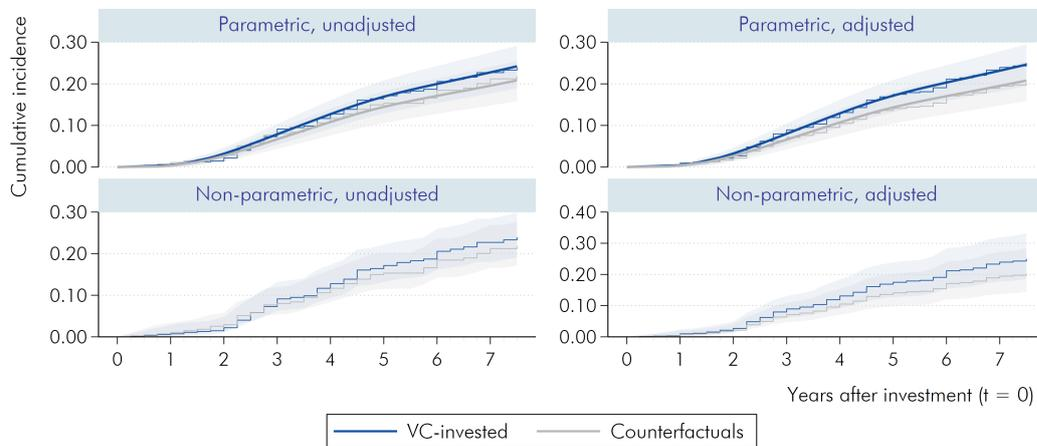 Parametric, unadjusted
Parametric, adjusted
Cumulative incidence
0.30
0.20
0.10
0.00
0.30
0.20
0.10
0.00
Non-parametric, unadjusted
Non-parametric, adjusted
0.30
0.20
0.10
0.00
0 1 2 3 4 5 6 7
0.40
0.30
0.20
0.10
0.00
0 1 2 3 4 5 6 7
Years after investment (t = 0)
VC-invested Counterfactuals